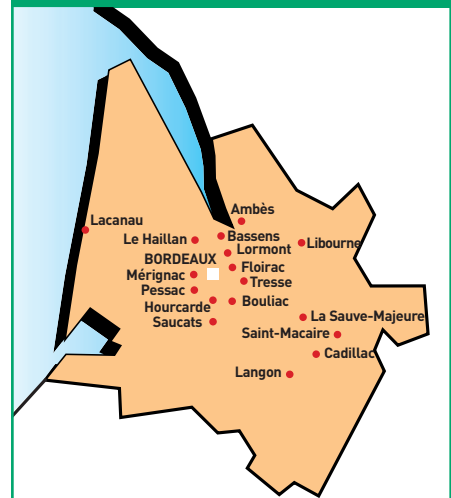 Ambès
Lacanau
Le Haillan
Bassens
Lormont
Libourne
BORDEAUX
Floirac
Mérignac
Tresse
Pessac
Hourcarde
Bouliac
La Sauve-Majeure
Saucats
Saint-Macaire
Cadillac
Langon